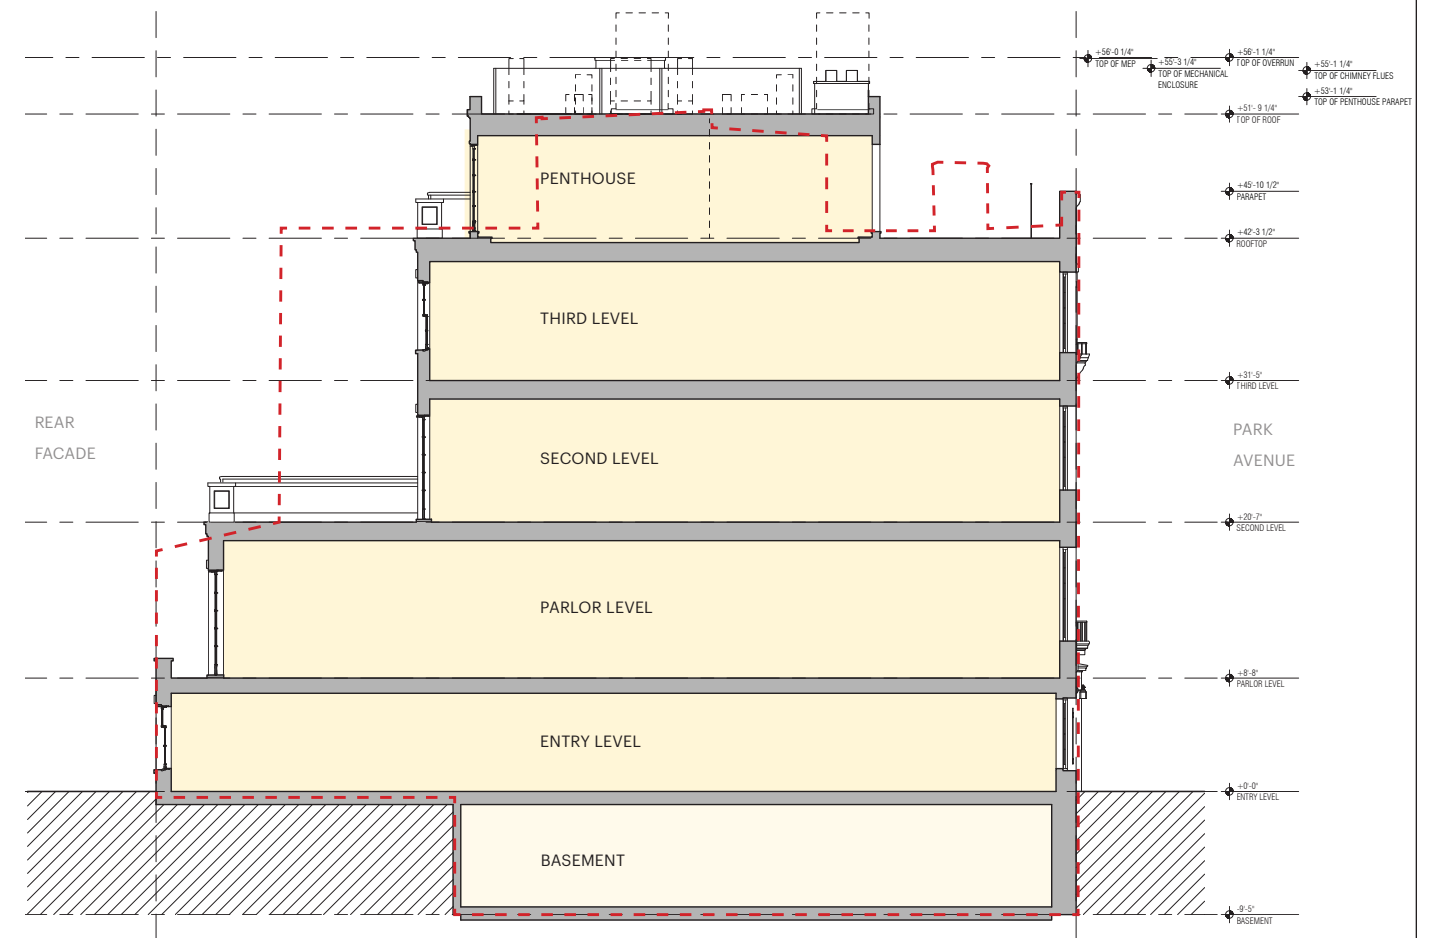 +56'-0 1/4"
TOP OF MEP
+55'-3 1/4"
TOP OF MECHANICAL
ENCLOSURE
+56'-1 1/4"
TOP OF OVERRUN
+55'-1 1/4"
TOP OF CHIMNEY FLUES
+53'-1 1/4"
TOP OF PENTHOUSE PARAPET
+51'- 9 1/4"
TOP OF ROOF
PENTHOUSE
+45'-10 1/2"
PARAPET
+42'-3 1/2"
ROOFTOP
THIRD LEVEL
+31'-5"
THIRD LEVEL
REAR
FACADE
PARK
AVENUE
SECOND LEVEL
+20'-7"
SECOND LEVEL
PARLOR LEVEL
+8'-8"
PARLOR LEVEL
ENTRY LEVEL
+0'-0"
ENTRY LEVEL
BASEMENT
-9'-5"
BASEMENT